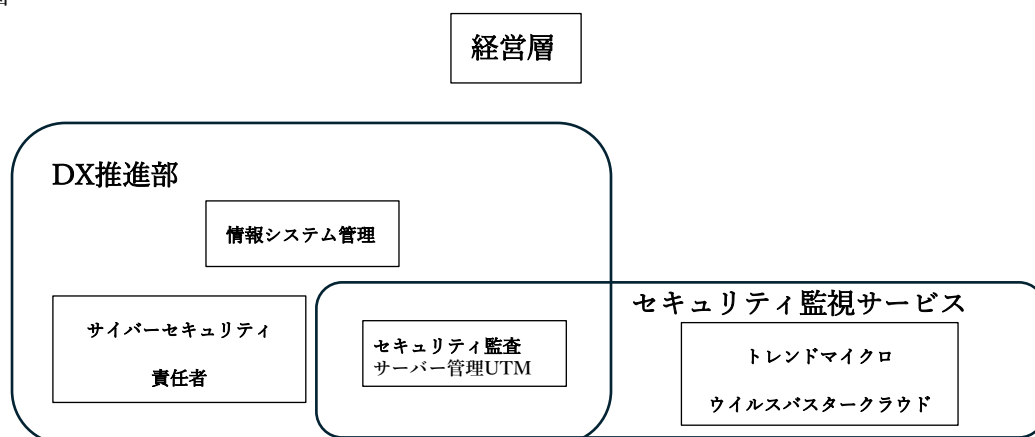 経営層
DX推進部
情報システム管理
サイバーセキュリティ
責任者
セキュリティ監査
サーバー管理UTM
セキュリティ監視サービス
トレンドマイクロ
ウイルスバスタークラウド